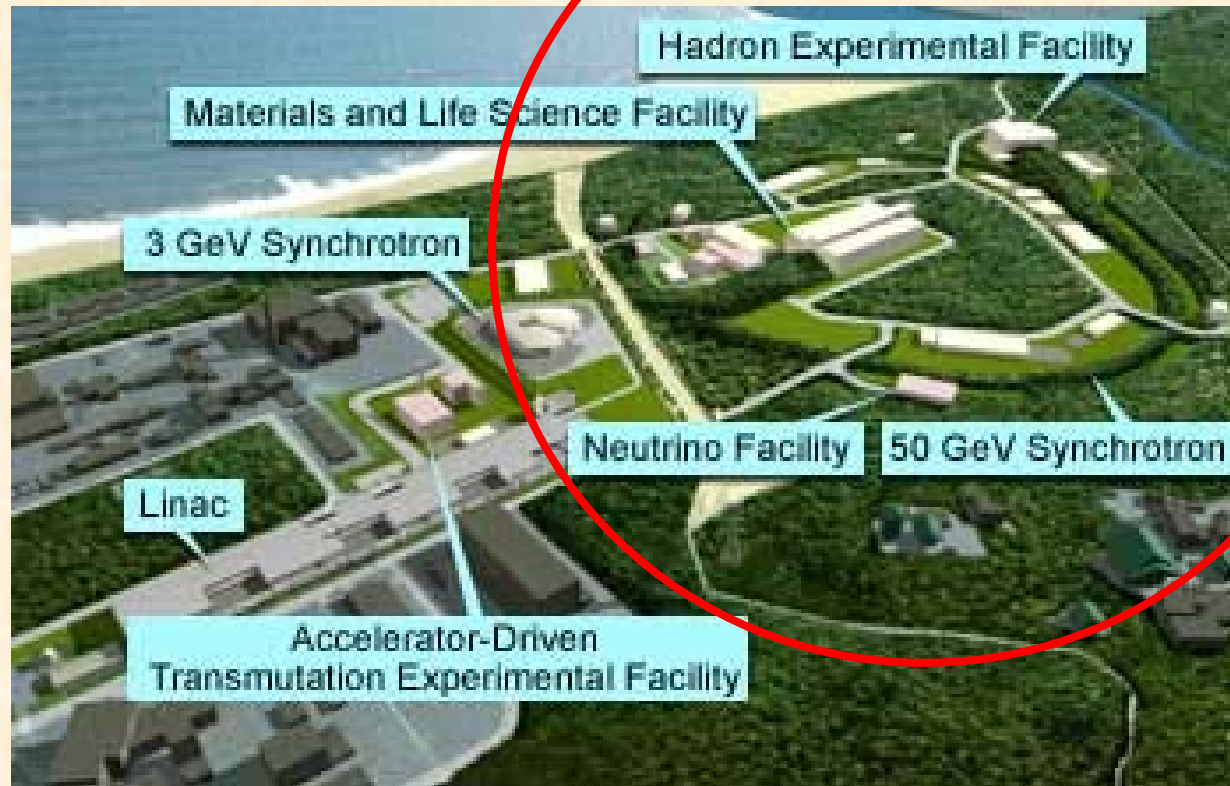 Hadron Experimental Facility
Materials and Life Science Facility
3 GeV Synchrotron
Neutrino Facility
50 GeV Synchrotron
Linac
Accelerator-Driven
Transmutation Experimental Facility